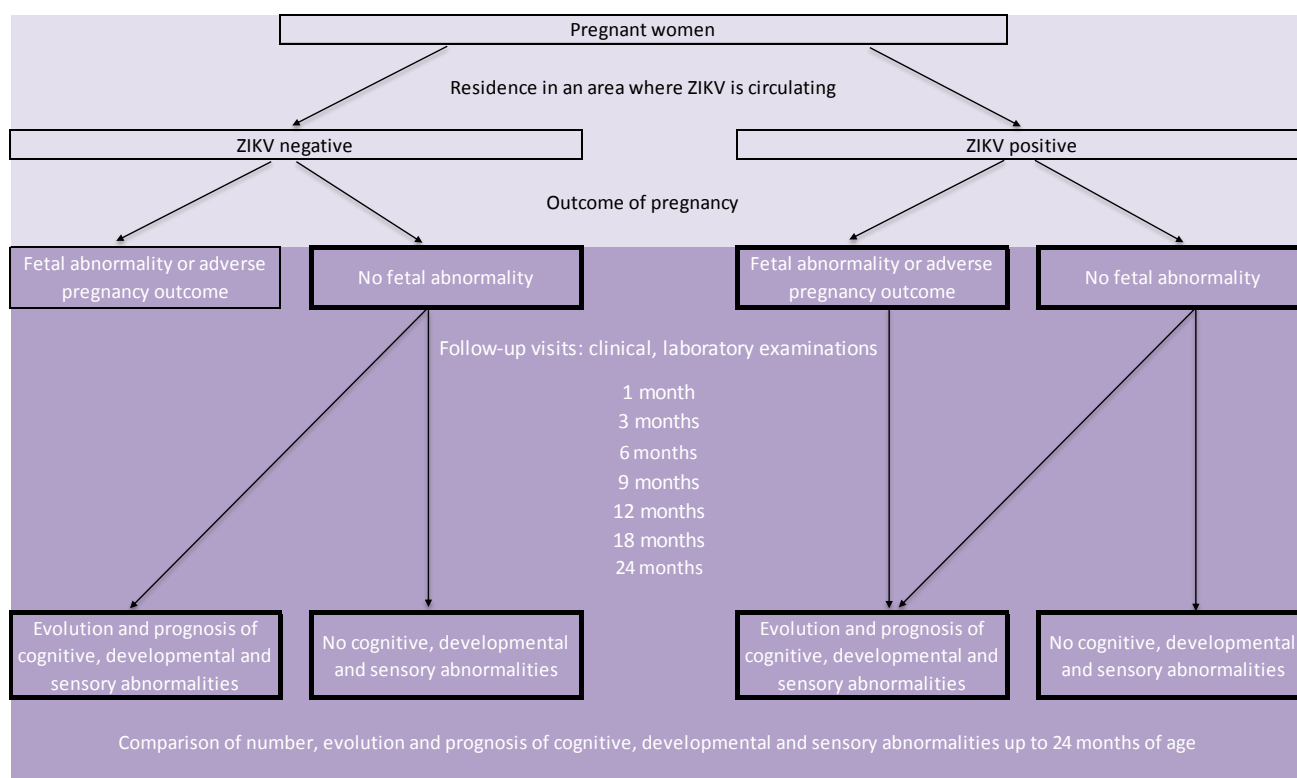 Pregnant women
Residence in an area where ZIKV is circulating
ZIKV negative
ZIKV positive
Outcome of pregnancy
Fetal abnormality or adverse
pregnancy outcome
No fetal abnormality
Fetal abnormality or adverse
pregnancy outcome
No fetal abnormality
Follow-up visits: clinical, laboratory examinations
1 month
3 months
6 months
9 months
12 months
18 months
24 months
Evolution and prognosis of
cognitive, developmental and
sensory abnormalities
No cognitive, developmental
and sensory abnormalities
Evolution and prognosis of
cognitive, developmental and
sensory abnormalities
No cognitive, developmental
and sensory abnormalities
Comparison of number, evolution and prognosis of cognitive, developmental and sensory abnormalities up to 24 months of age